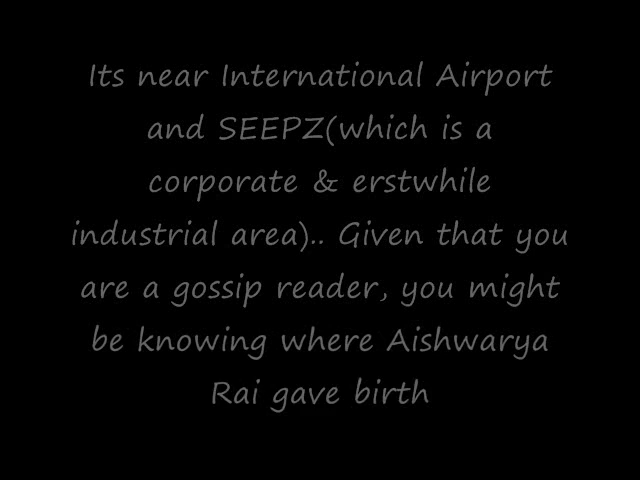 Its near International Airport
and SEEPZ(which is a
corporate & erstwhile
industrial area).. Given that you
are a gossip reader, you might
be knowing where Aishwarya
Rai gave birth